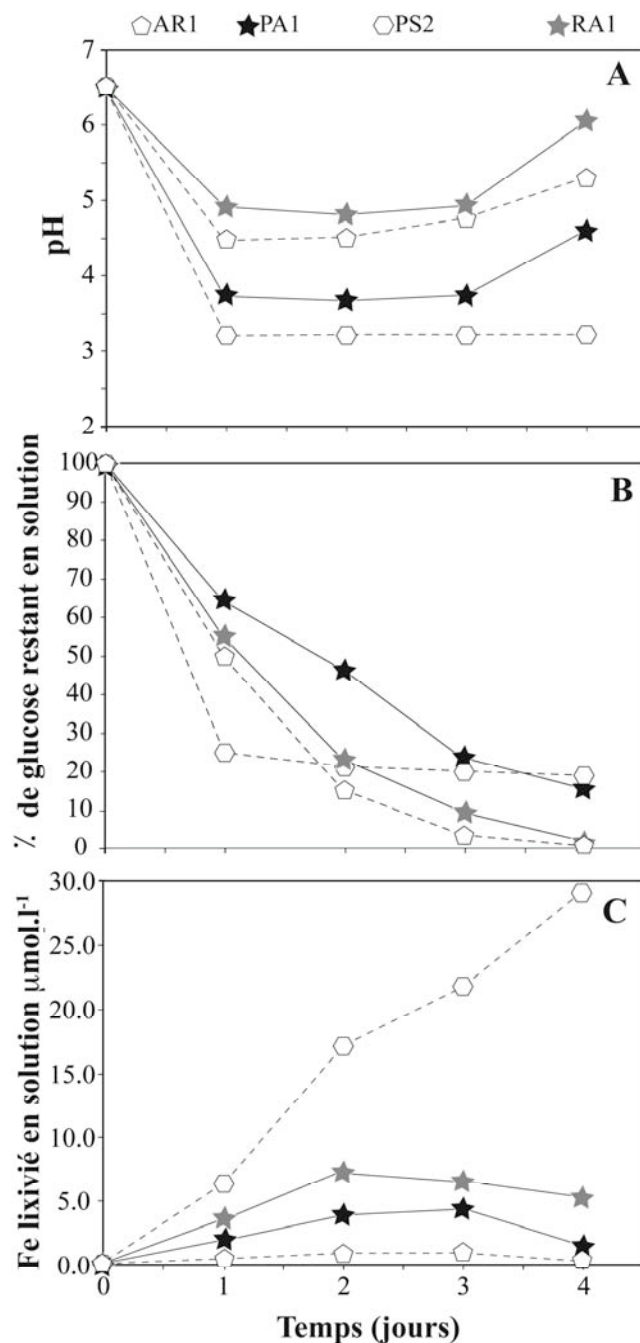 AR1 PA1 PS2 RA1
A
7
6
5
4
3
2
pH
B
100
90
80
70
60
50
40
30
20
10
0
% de glucose restant en solution
C
30.0
25.0
20.0
15.0
10.0
5.0
0.0
Fe lixivié en solution µmol.l⁻¹
0 1 2 3 4
Temps (jours)